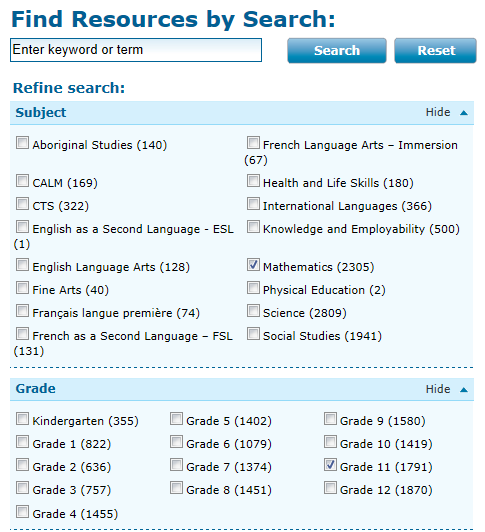 Find Resources by Search:
Enter keyword or term Search Reset
Refine search:
Subject Hide
Aboriginal Studies (140) French Language Arts – Immersion
(67)
CALM (169) Health and Life Skills (180)
CTS (322) International Languages (366)
English as a Second Language - ESL Knowledge and Employability (500)
(1)
English Language Arts (128) Mathematics (2305)
Fine Arts (40) Physical Education (2)
Français langue première (74) Science (2809)
French as a Second Language – FSL Social Studies (1941)
(131)
Grade Hide
Kindergarten (355) Grade 5 (1402) Grade 9 (1580)
Grade 1 (822) Grade 6 (1079) Grade 10 (1419)
Grade 2 (636) Grade 7 (1374) Grade 11 (1791)
Grade 3 (757) Grade 8 (1451) Grade 12 (1870)
Grade 4 (1455)